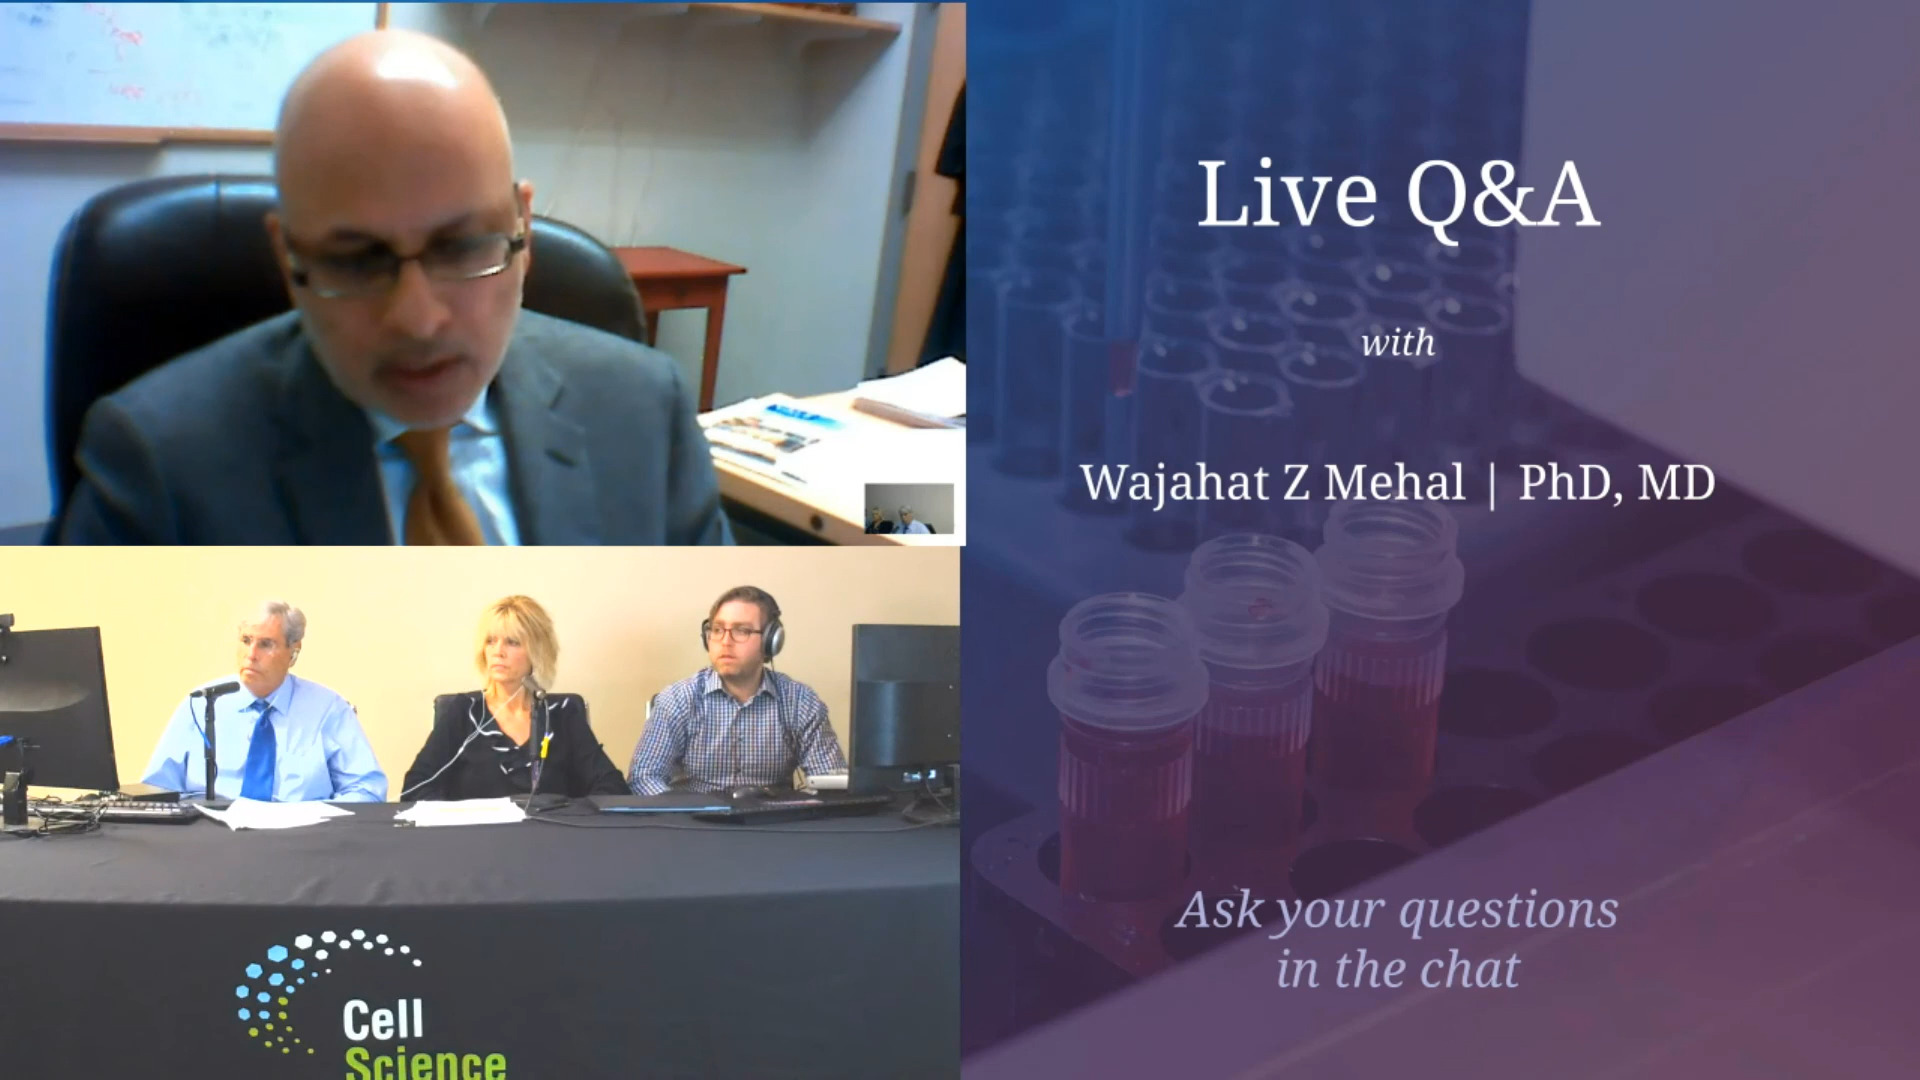 Live Q&A
with
Wajahat Z Mehal | PhD, MD
Ask your questions
in the chat
Cell
Science